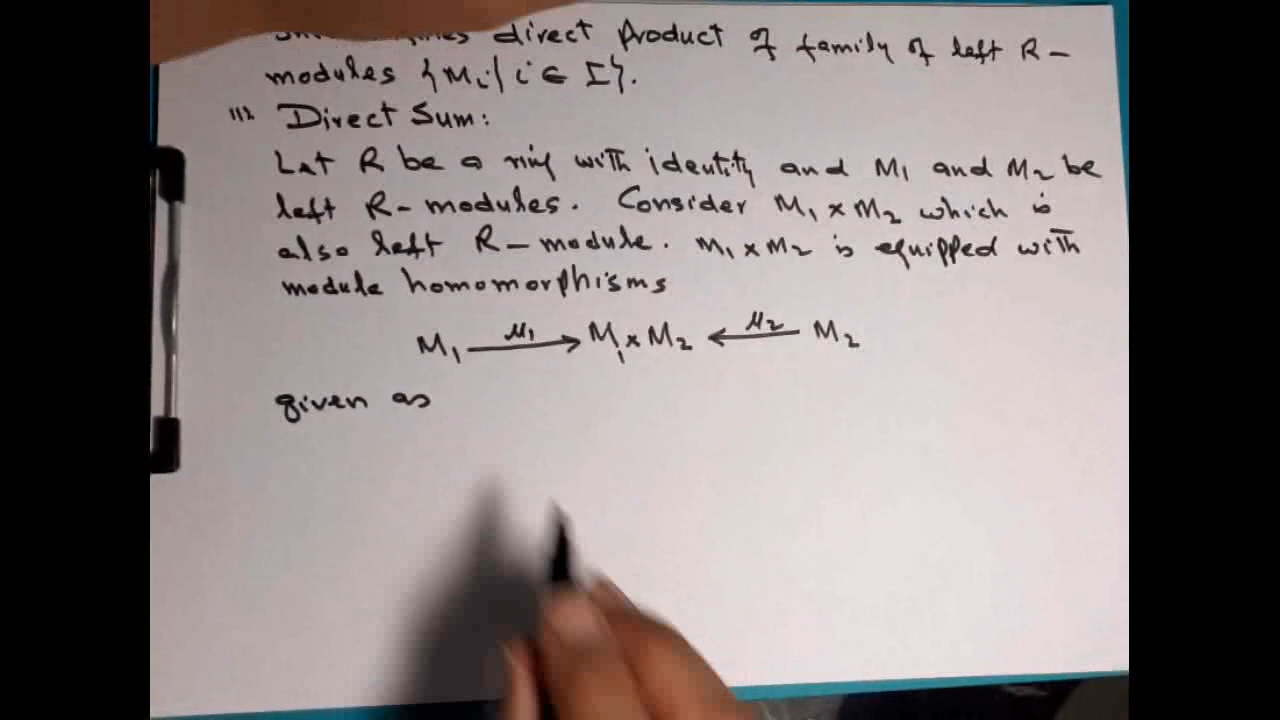 direct product of family of left R-
modules {Mi | i ∈ I}.
iii) Direct Sum:
Let R be a ring with identity and M1 and M2 be
left R-modules. Consider M1 × M2 which is
also left R-module. M1 × M2 is equipped with
module homomorphisms
M1 —μ1→ M1 × M2 ←μ2— M2
given as